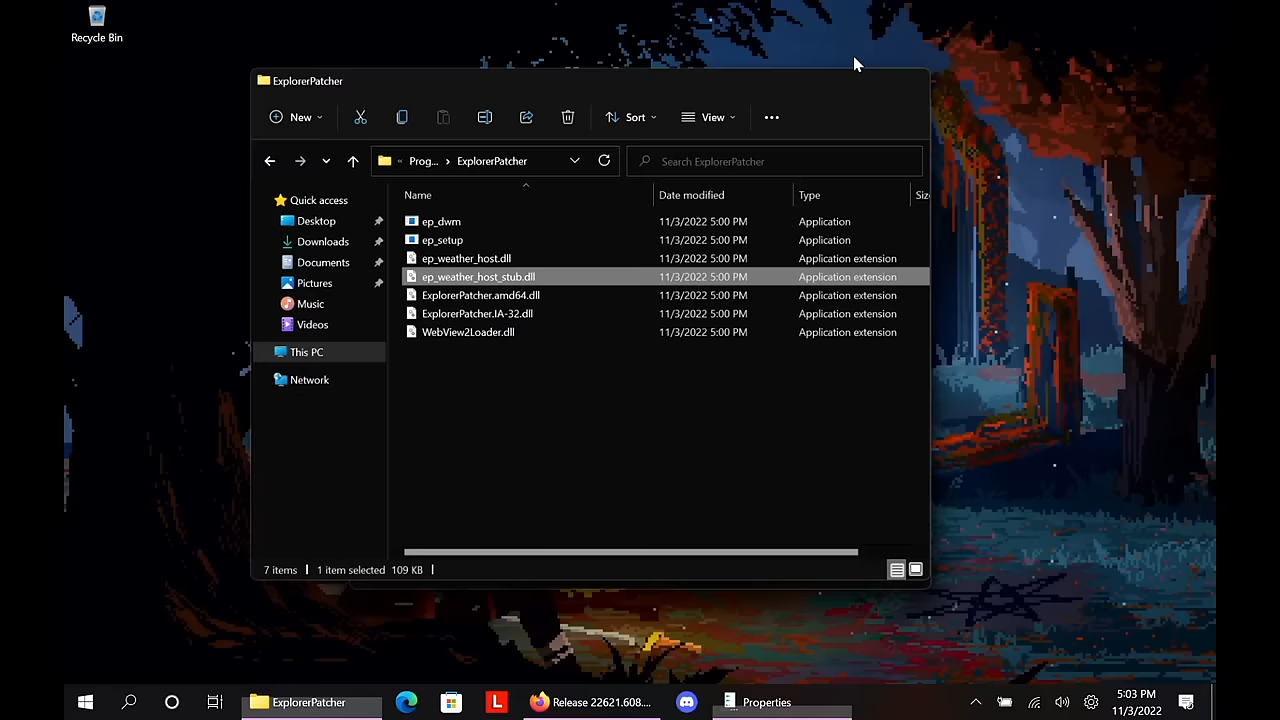 Recycle Bin
ExplorerPatcher
New
Sort
View
« Prog... › ExplorerPatcher
Search ExplorerPatcher
Name Date modified Type Siz
Quick access
Desktop
Downloads
Documents
Pictures
Music
Videos
This PC
Network
ep_dwm 11/3/2022 5:00 PM Application
ep_setup 11/3/2022 5:00 PM Application
ep_weather_host.dll 11/3/2022 5:00 PM Application extension
ep_weather_host_stub.dll 11/3/2022 5:00 PM Application extension
ExplorerPatcher.amd64.dll 11/3/2022 5:00 PM Application extension
ExplorerPatcher.IA-32.dll 11/3/2022 5:00 PM Application extension
WebView2Loader.dll 11/3/2022 5:00 PM Application extension
7 items 1 item selected 109 KB
ExplorerPatcher
L
Release 22621.608....
Properties
5:03 PM
11/3/2022